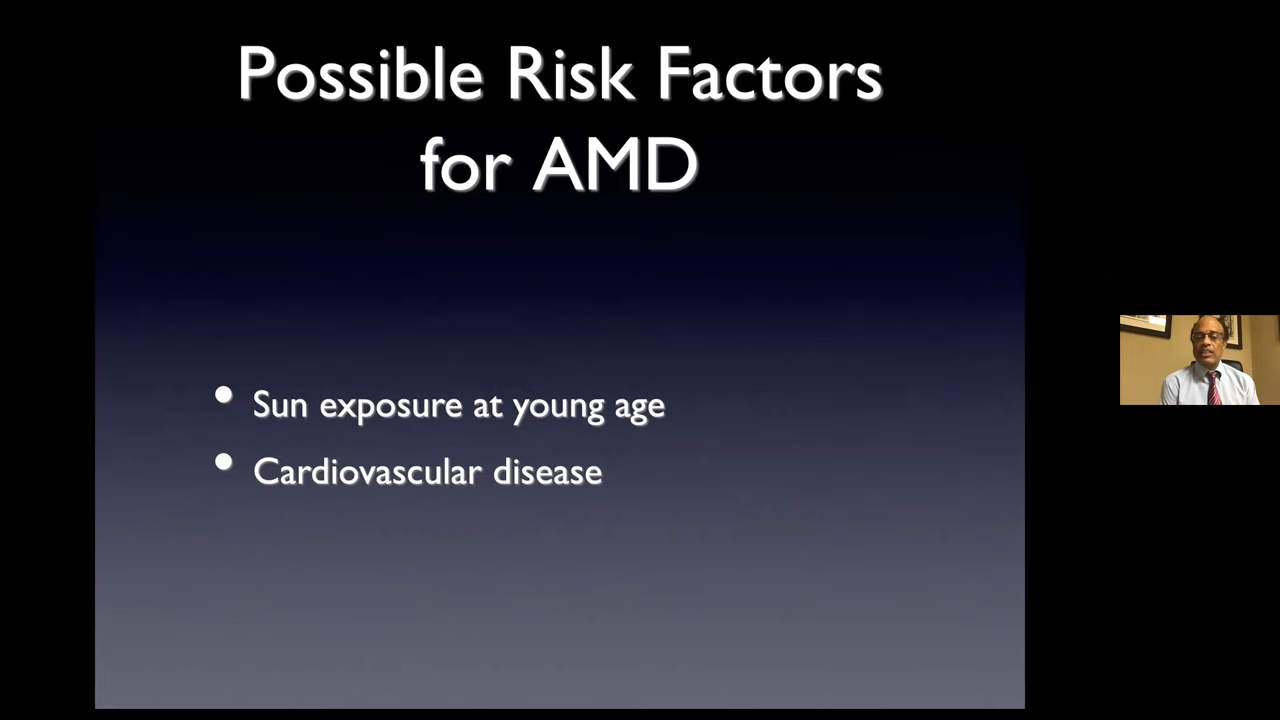 Possible Risk Factors
for AMD
• Sun exposure at young age
• Cardiovascular disease